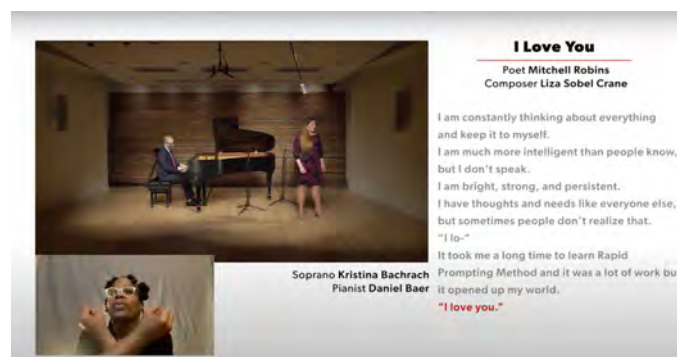 I Love You
Poet Mitchell Robins
Composer Liza Sobel Crane
I am constantly thinking about everything
and keep it to myself.
I am much more intelligent than people know,
but I don't speak.
I am bright, strong, and persistent.
I have thoughts and needs like everyone else,
but sometimes people don't realize that.
"I lo-"
It took me a long time to learn Rapid
Prompting Method and it was a lot of work bu
it opened up my world.
"I love you."
Soprano Kristina Bachrach
Pianist Daniel Baer